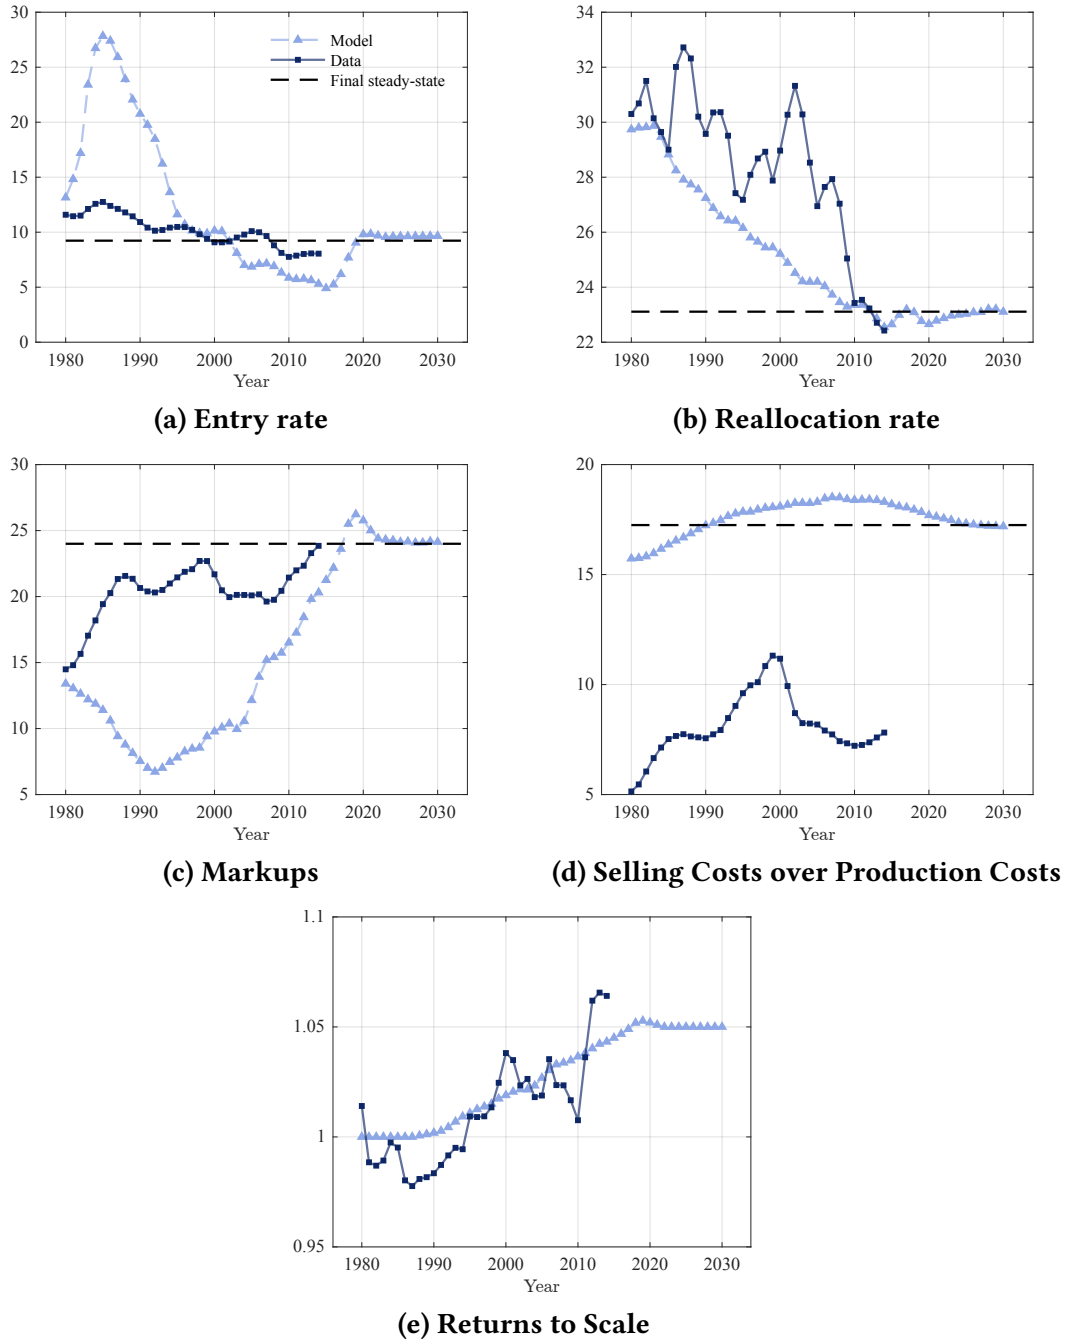 30
25
20
15
10
5
0
1980 1990 2000 2010 2020 2030
Year
Model
Data
Final steady-state
(a) Entry rate
34
32
30
28
26
24
22
1980 1990 2000 2010 2020 2030
Year
(b) Reallocation rate
30
25
20
15
10
5
1980 1990 2000 2010 2020 2030
Year
(c) Markups
20
15
10
5
1980 1990 2000 2010 2020 2030
Year
(d) Selling Costs over Production Costs
1.1
1.05
1
0.95
1980 1990 2000 2010 2020 2030
Year
(e) Returns to Scale